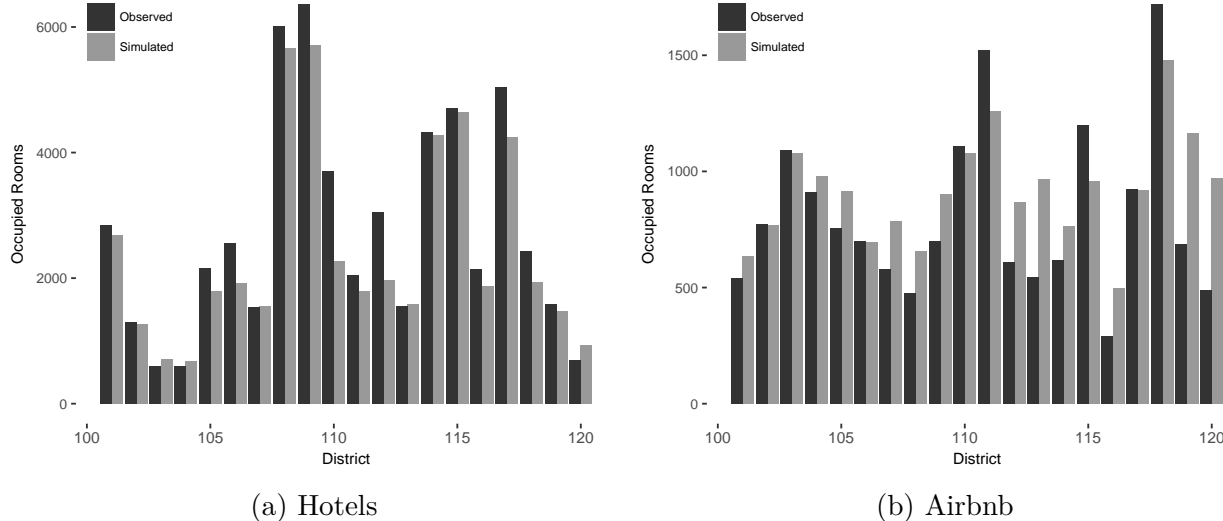 Observed
Simulated
6000
4000
2000
0
Occupied Rooms
100
105
110
115
120
District
(a) Hotels
Observed
Simulated
1500
1000
500
0
Occupied Rooms
100
105
110
115
120
District
(b) Airbnb